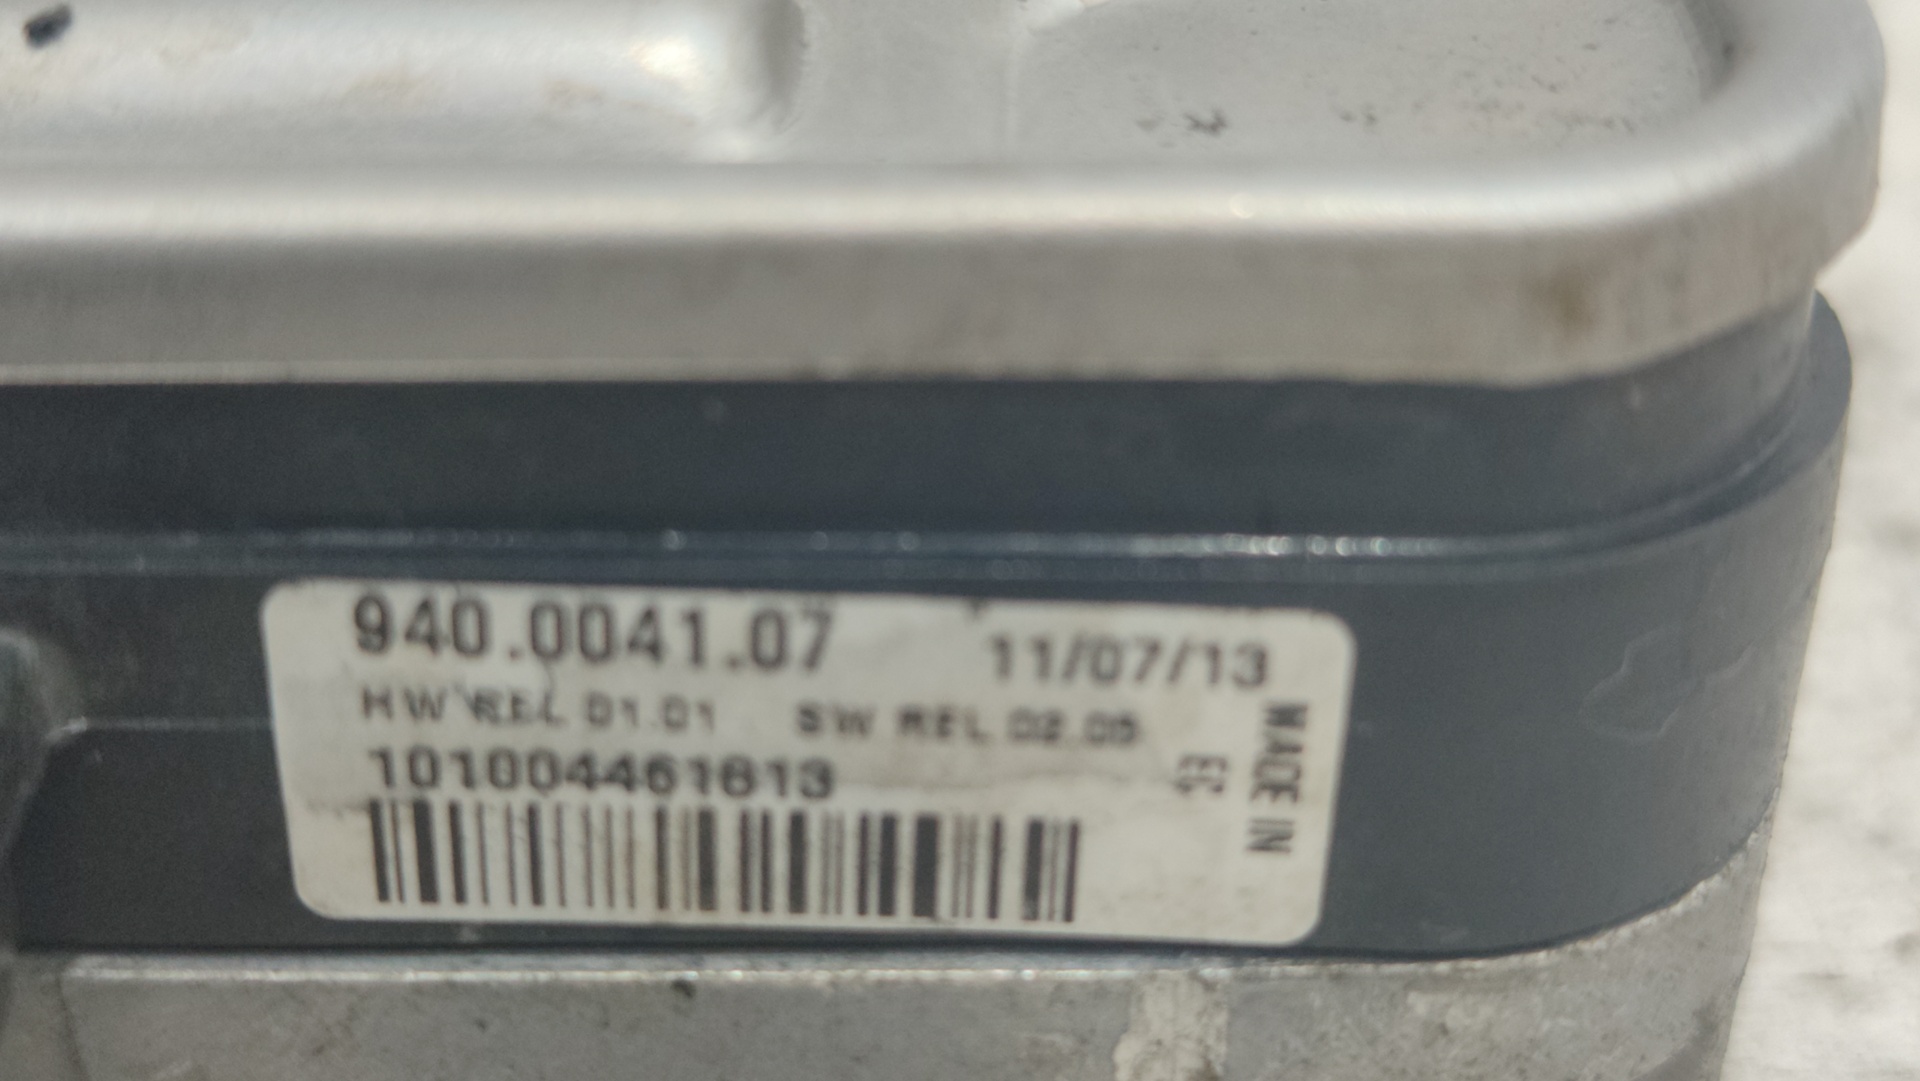 940.0041.07 11/07/13
HW REL 01.01 SW REL 02.05
101004461613
MADE IN
EC